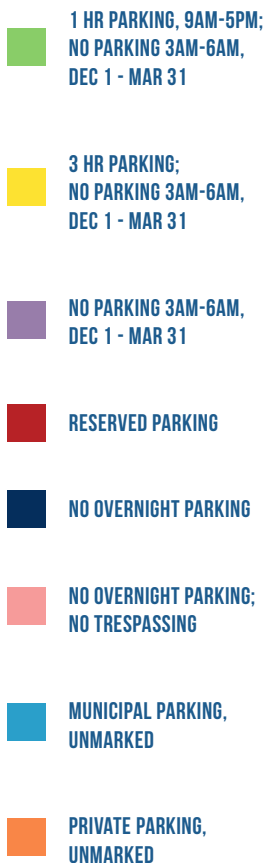 1 HR PARKING, 9AM-5PM;
NO PARKING 3AM-6AM,
DEC 1 - MAR 31
3 HR PARKING;
NO PARKING 3AM-6AM,
DEC 1 - MAR 31
NO PARKING 3AM-6AM,
DEC 1 - MAR 31
RESERVED PARKING
NO OVERNIGHT PARKING
NO OVERNIGHT PARKING;
NO TRESPASSING
MUNICIPAL PARKING,
UNMARKED
PRIVATE PARKING,
UNMARKED